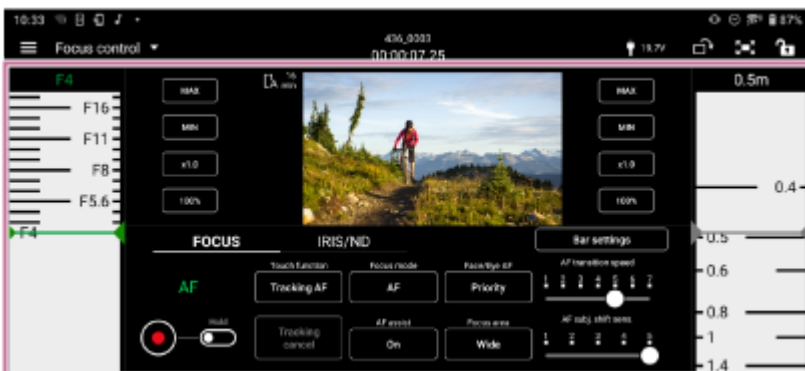 10:33
87%
Focus control
436_0003
00:00:07.25
19.7V
F4
MAX
16 min
MAX
0.5m
F16
MIN
MIN
F11
F8
x1.0
x1.0
0.4
F5.6
100%
100%
F4
FOCUS
IRIS/ND
Bar settings
0.5
Touch function
Focus mode
Face/Eye AF
AF transition speed
AF
Tracking AF
AF
Priority
1 2 3 4 5 6 7
0.6
Hold
AF assist
Focus area
AF subj. shift sens.
0.8
Tracking cancel
On
Wide
1 2 3 4 5
1
1.4